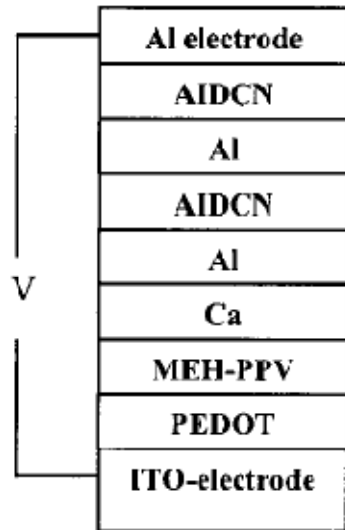 Al electrode
AIDCN
Al
AIDCN
Al
Ca
V
MEH-PPV
PEDOT
ITO-electrode